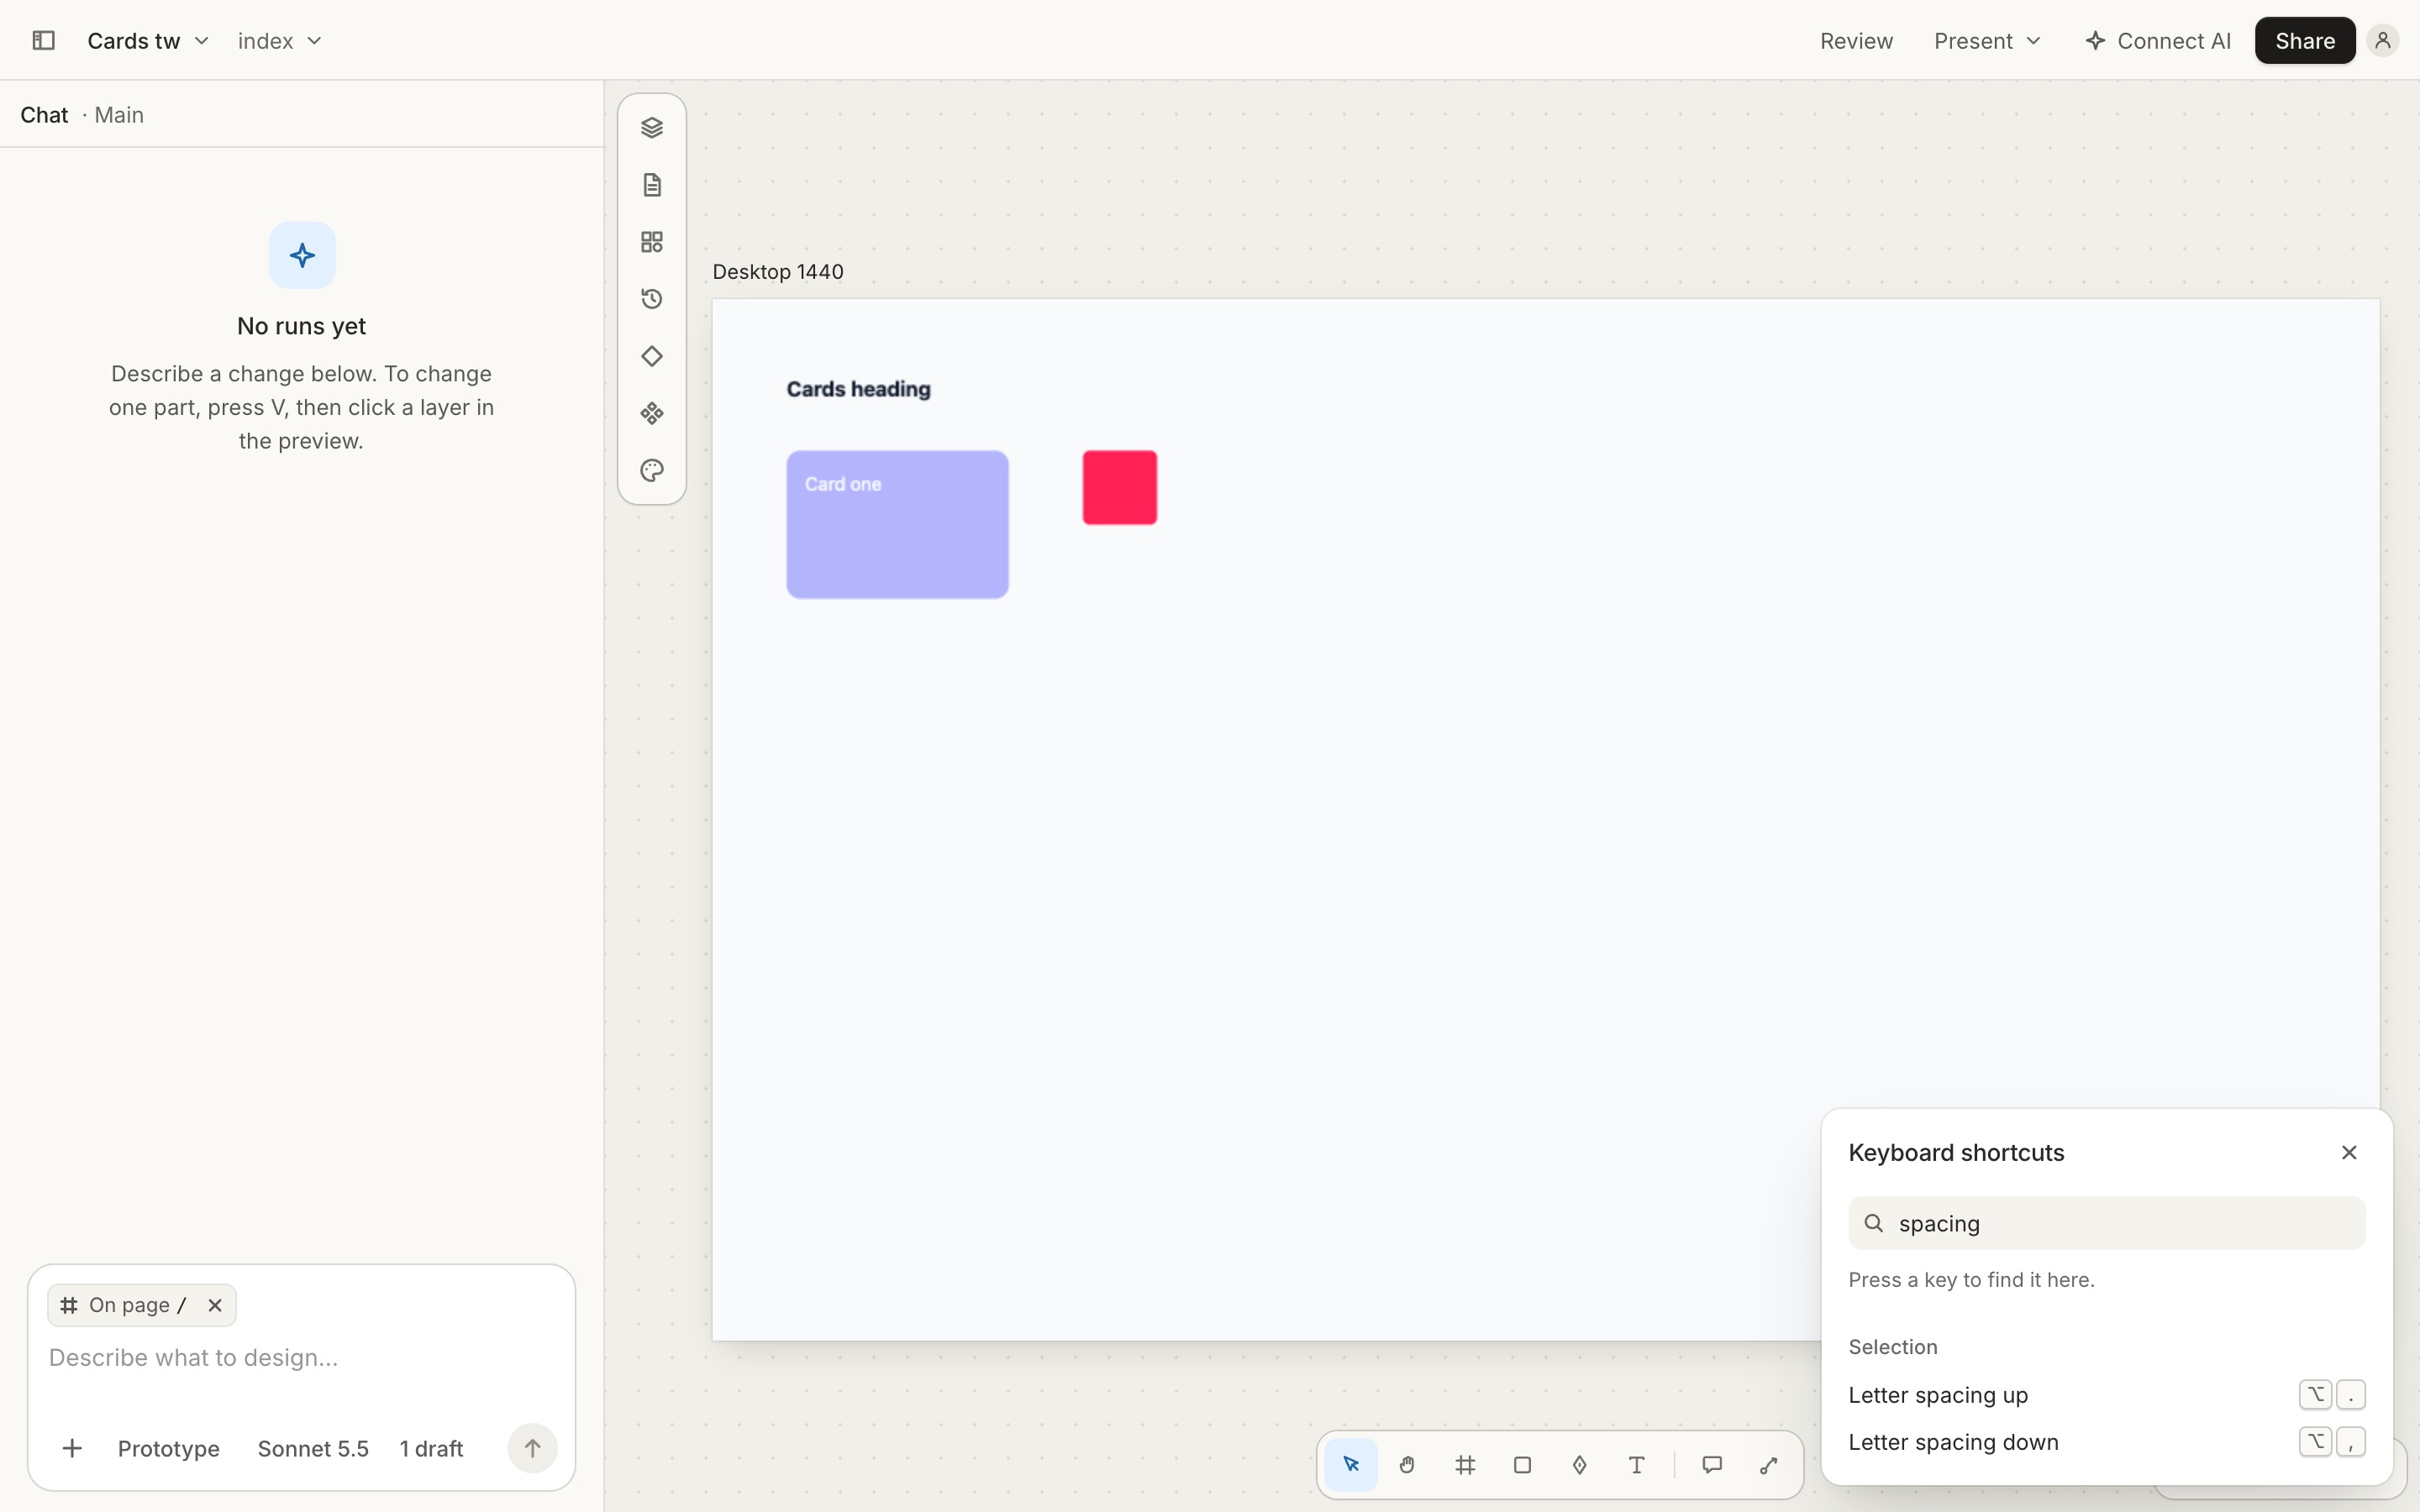 Cards tw
index
Review
Present
Connect AI
Share
Chat · Main
No runs yet
Describe a change below. To change
one part, press V, then click a layer in
the preview.
On page /
Describe what to design...
Prototype
Sonnet 5.5
1 draft
Desktop 1440
Cards heading
Card one
Keyboard shortcuts
spacing
Press a key to find it here.
Selection
Letter spacing up ⌥ .
Letter spacing down ⌥ ,